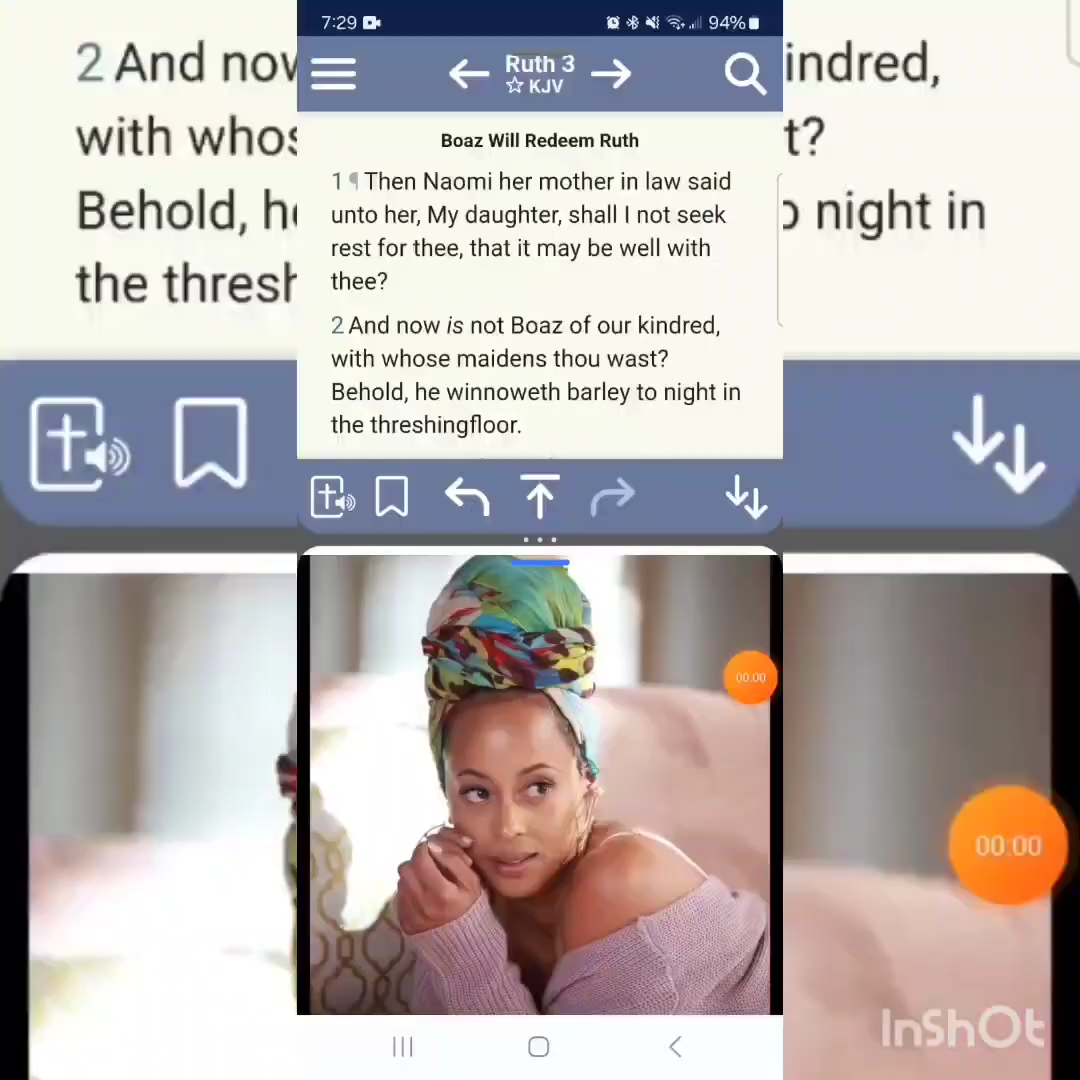 7:29
94%
Ruth 3
KJV
Boaz Will Redeem Ruth
1 ¶ Then Naomi her mother in law said
unto her, My daughter, shall I not seek
rest for thee, that it may be well with
thee?
2 And now is not Boaz of our kindred,
with whose maidens thou wast?
Behold, he winnoweth barley to night in
the threshingfloor.
00:00
2 And now
indred,
with whos
t?
Behold, he
night in
the thresh
00:00
InShOt